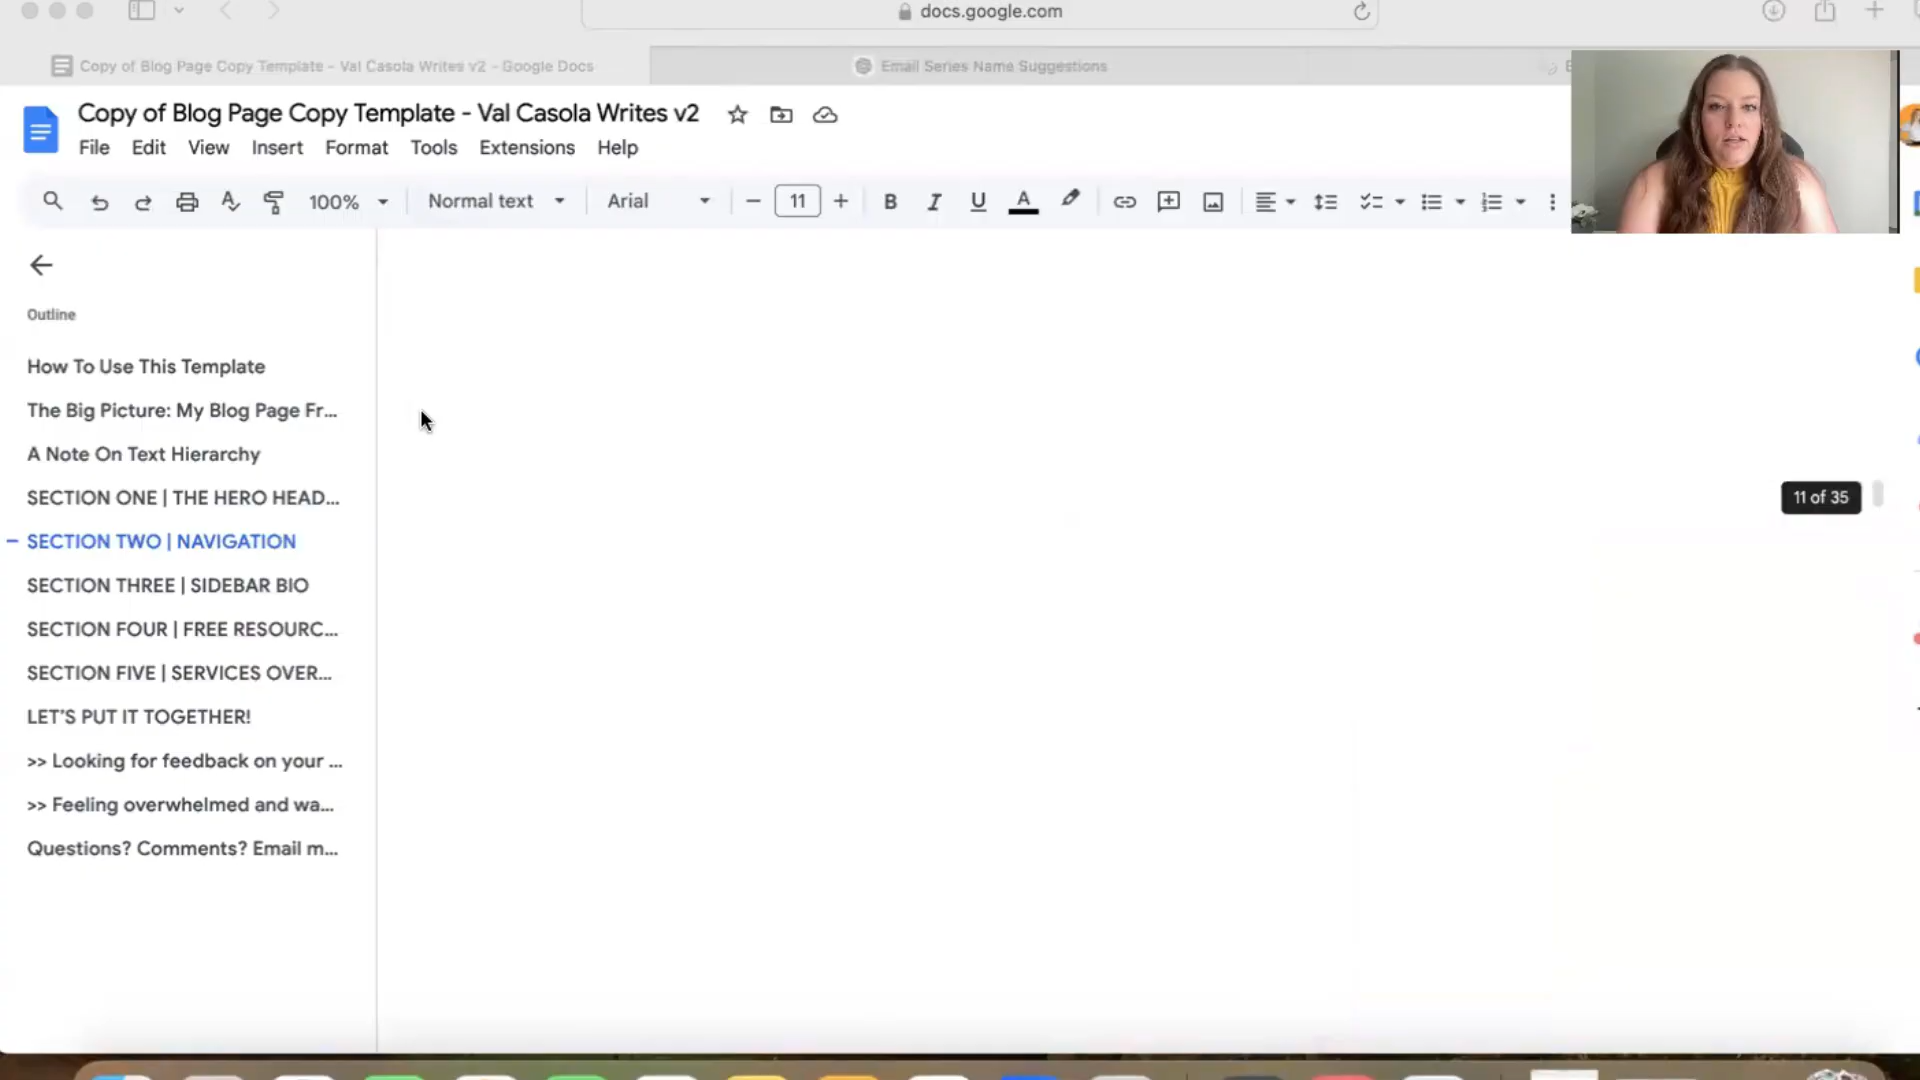 docs.google.com
Copy of Blog Page Copy Template - Val Casola Writes v2 - Google Docs
Email Series Name Suggestions
Copy of Blog Page Copy Template - Val Casola Writes v2
File Edit View Insert Format Tools Extensions Help
100% Normal text Arial 11 B I U A
Outline
How To Use This Template
The Big Picture: My Blog Page Fr...
A Note On Text Hierarchy
SECTION ONE | THE HERO HEAD...
11 of 35
SECTION TWO | NAVIGATION
SECTION THREE | SIDEBAR BIO
SECTION FOUR | FREE RESOURC...
SECTION FIVE | SERVICES OVER...
LET'S PUT IT TOGETHER!
>> Looking for feedback on your ...
>> Feeling overwhelmed and wa...
Questions? Comments? Email m...